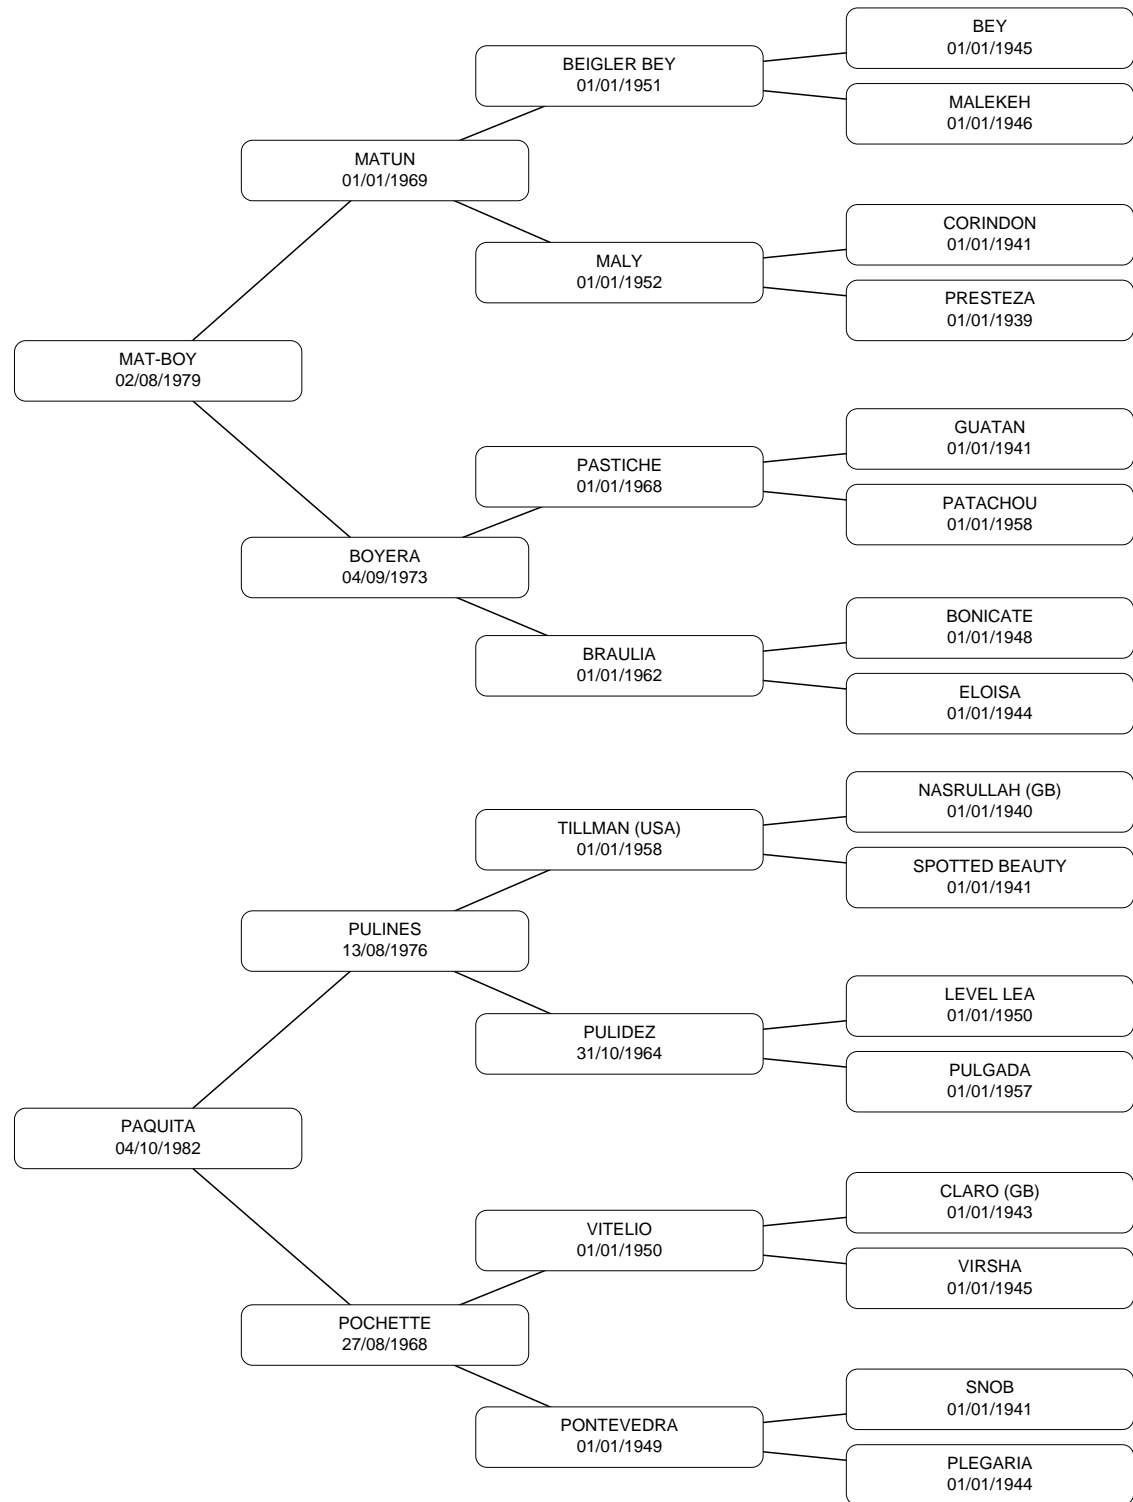 BEY
01/01/1945
BEIGLER BEY
01/01/1951
MALEKEH
01/01/1946
MATUN
01/01/1969
CORINDON
01/01/1941
MALY
01/01/1952
PRESTEZA
01/01/1939
MAT-BOY
02/08/1979
GUATAN
01/01/1941
PASTICHE
01/01/1968
PATACHOU
01/01/1958
BOYERA
04/09/1973
BONICATE
01/01/1948
BRAULIA
01/01/1962
ELOISA
01/01/1944
NASRULLAH (GB)
01/01/1940
TILLMAN (USA)
01/01/1958
SPOTTED BEAUTY
01/01/1941
PULINES
13/08/1976
LEVEL LEA
01/01/1950
PULIDEZ
31/10/1964
PULGADA
01/01/1957
PAQUITA
04/10/1982
CLARO (GB)
01/01/1943
VITELIO
01/01/1950
VIRSHA
01/01/1945
POCHETTE
27/08/1968
SNOB
01/01/1941
PONTEVEDRA
01/01/1949
PLEGARIA
01/01/1944